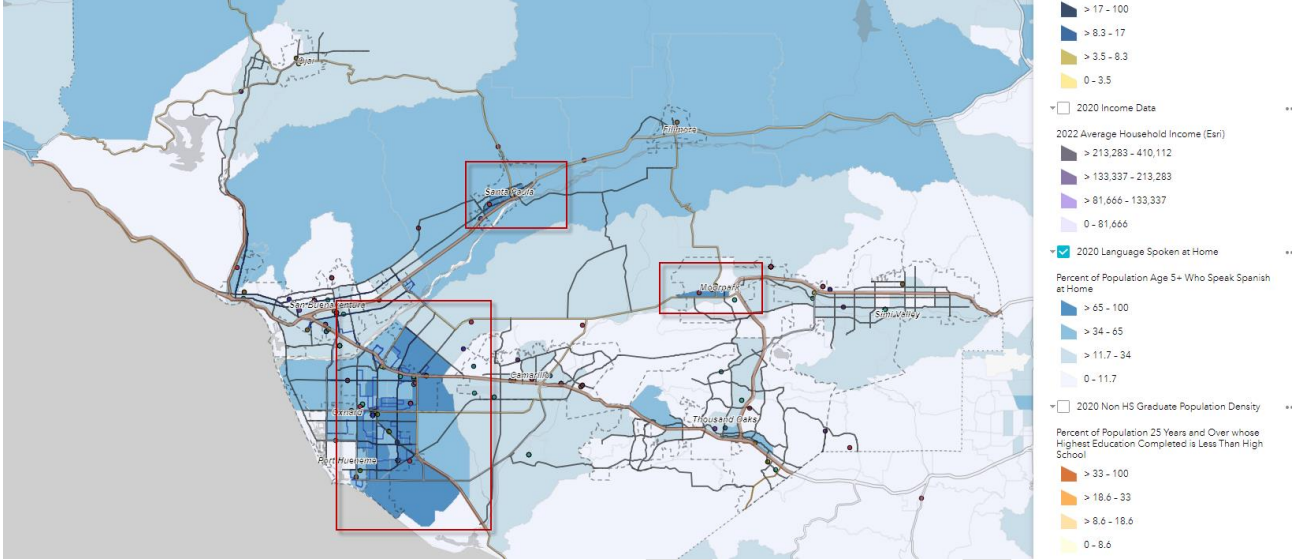 Ojai
Fillmore
Santa Paula
San Buenaventura
Moorpark
Simi Valley
Camarillo
Oxnard
Thousand Oaks
Port Hueneme
> 17 - 100
> 8.3 - 17
> 3.5 - 8.3
0 - 3.5
2020 Income Data
2022 Average Household Income (Esri)
> 213,283 - 410,112
> 133,337 - 213,283
> 81,666 - 133,337
0 - 81,666
2020 Language Spoken at Home
Percent of Population Age 5+ Who Speak Spanish
at Home
> 65 - 100
> 34 - 65
> 11.7 - 34
0 - 11.7
2020 Non HS Graduate Population Density
Percent of Population 25 Years and Over whose
Highest Education Completed is Less Than High
School
> 33 - 100
> 18.6 - 33
> 8.6 - 18.6
0 - 8.6